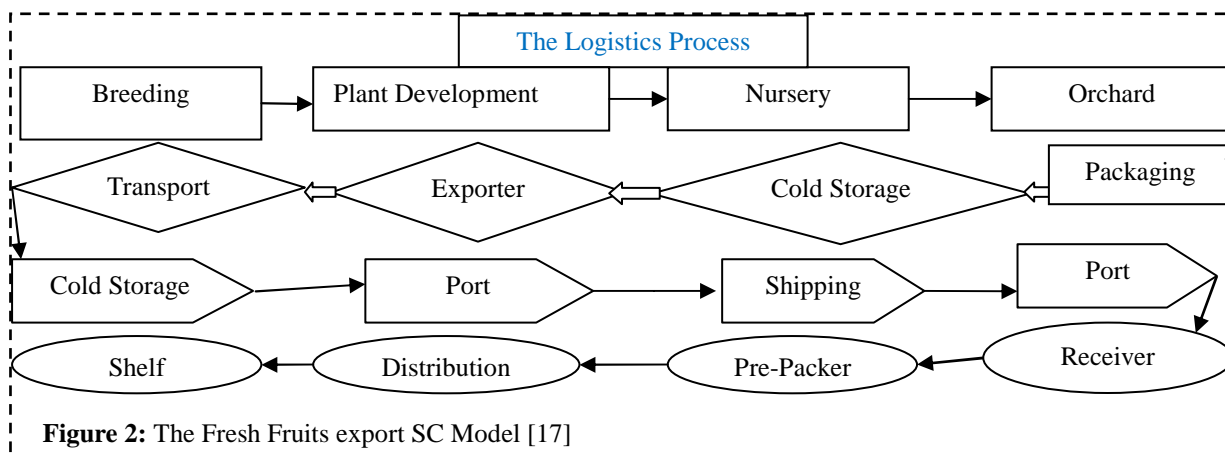 The Logistics Process
Breeding
Plant Development
Nursery
Orchard
Transport
Exporter
Cold Storage
Packaging
Cold Storage
Port
Shipping
Port
Shelf
Distribution
Pre-Packer
Receiver
Figure 2: The Fresh Fruits export SC Model [17]